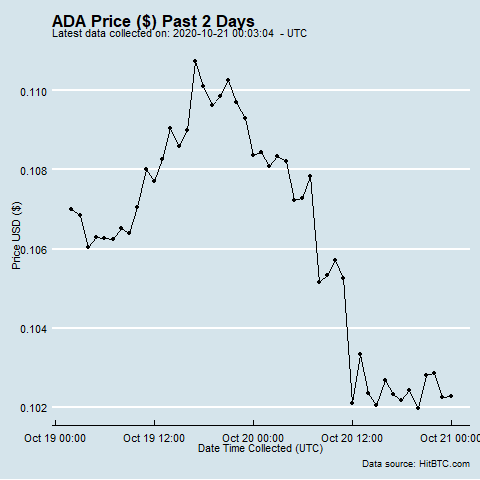 ADA Price ($) Past 2 Days
Latest data collected on: 2020-10-21 00:03:04 - UTC
Price USD ($)
0.110
0.108
0.106
0.104
0.102
Oct 19 00:00 Oct 19 12:00 Oct 20 00:00 Oct 20 12:00 Oct 21 00:00
Date Time Collected (UTC)
Data source: HitBTC.com